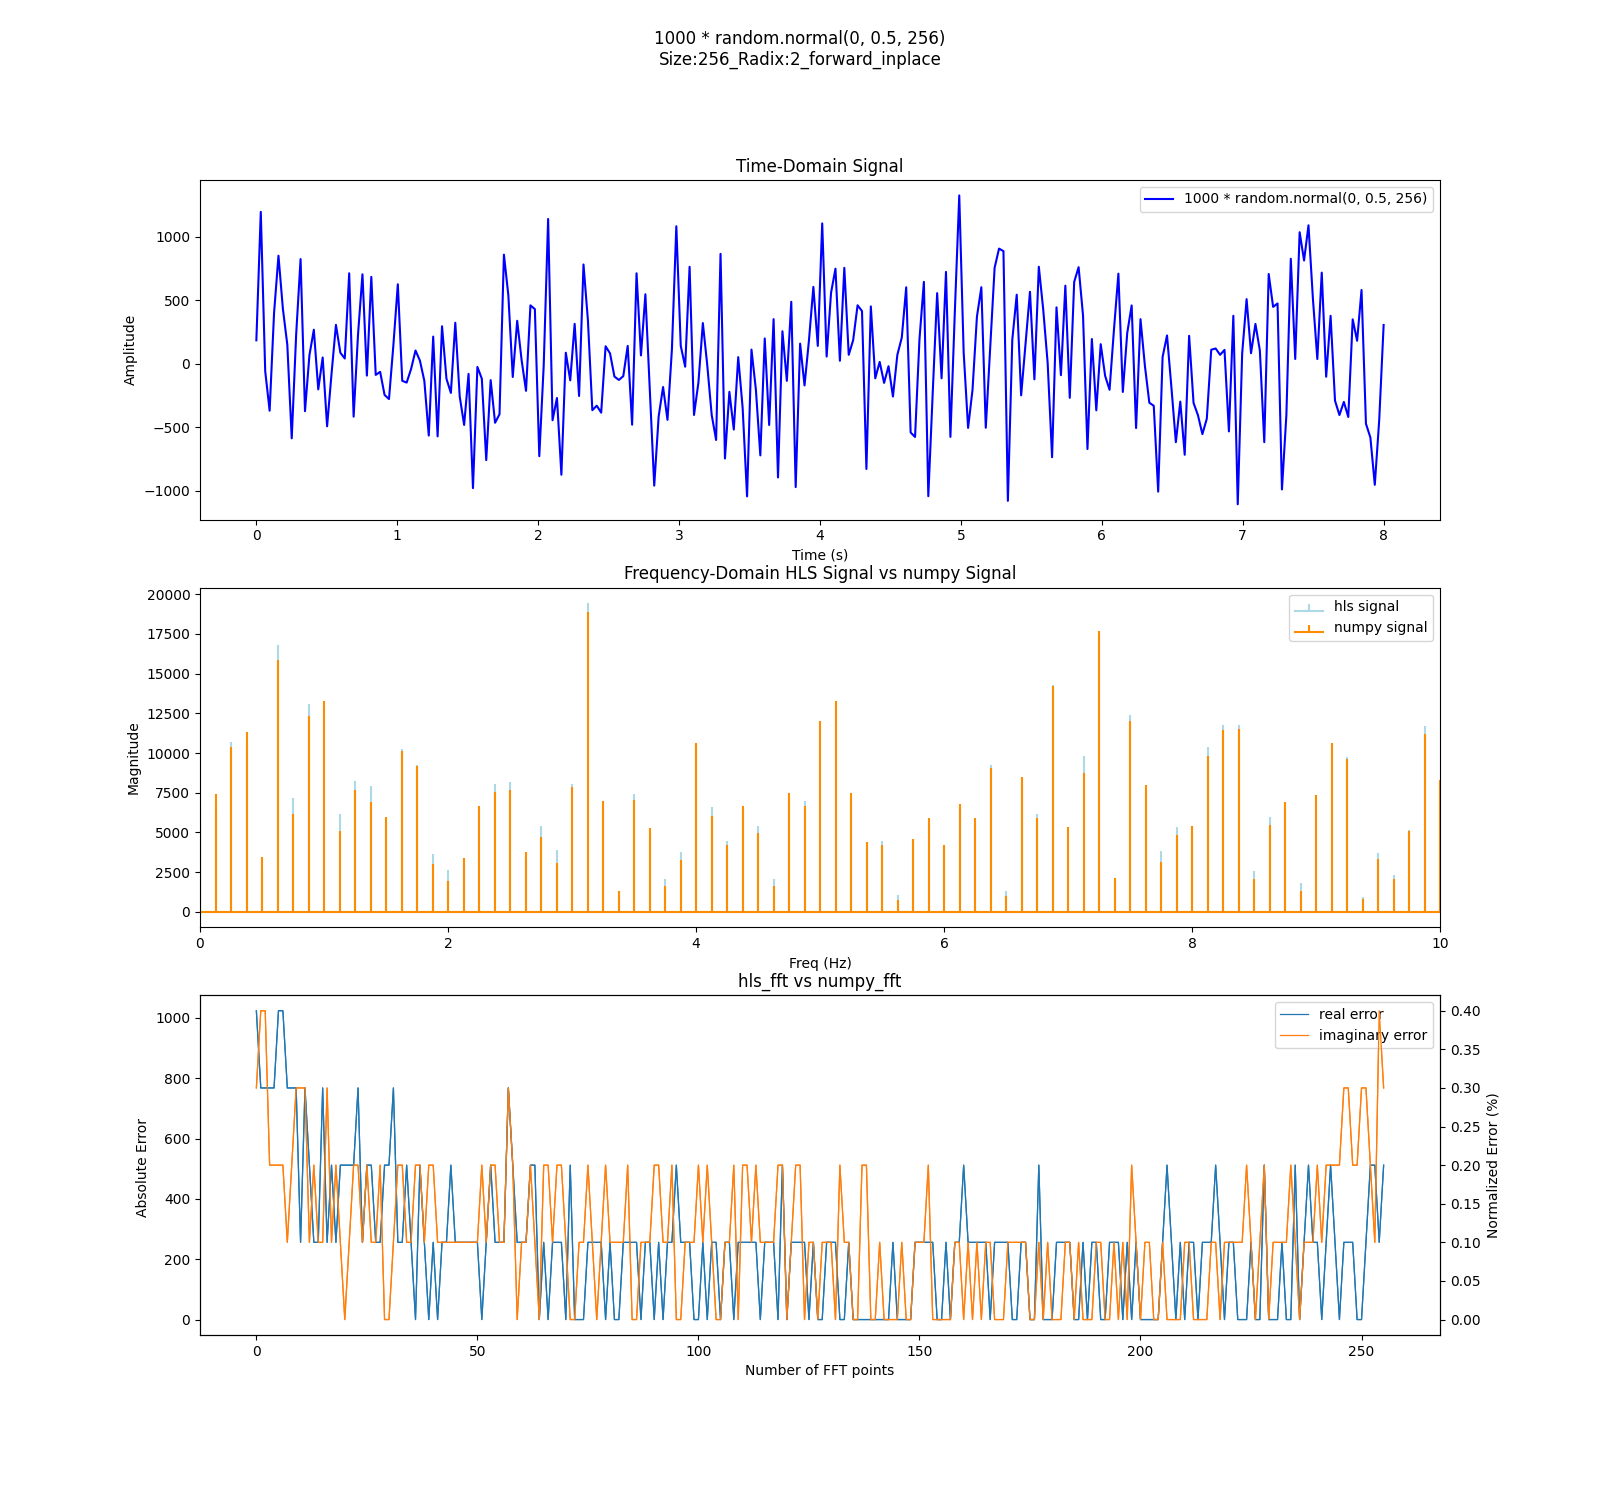 1000 * random.normal(0, 0.5, 256)
Size:256_Radix:2_forward_inplace
Time-Domain Signal
1000 * random.normal(0, 0.5, 256)
Amplitude
1000
500
0
−500
−1000
0 1 2 3 4 5 6 7 8
Time (s)
Frequency-Domain HLS Signal vs numpy Signal
hls signal
numpy signal
Magnitude
20000
17500
15000
12500
10000
7500
5000
2500
0
0 2 4 6 8 10
Freq (Hz)
hls_fft vs numpy_fft
real error
imaginary error
Absolute Error
1000
800
600
400
200
0
0.40
0.35
0.30
0.25
0.20
0.15
0.10
0.05
0.00
Normalized Error (%)
0 50 100 150 200 250
Number of FFT points